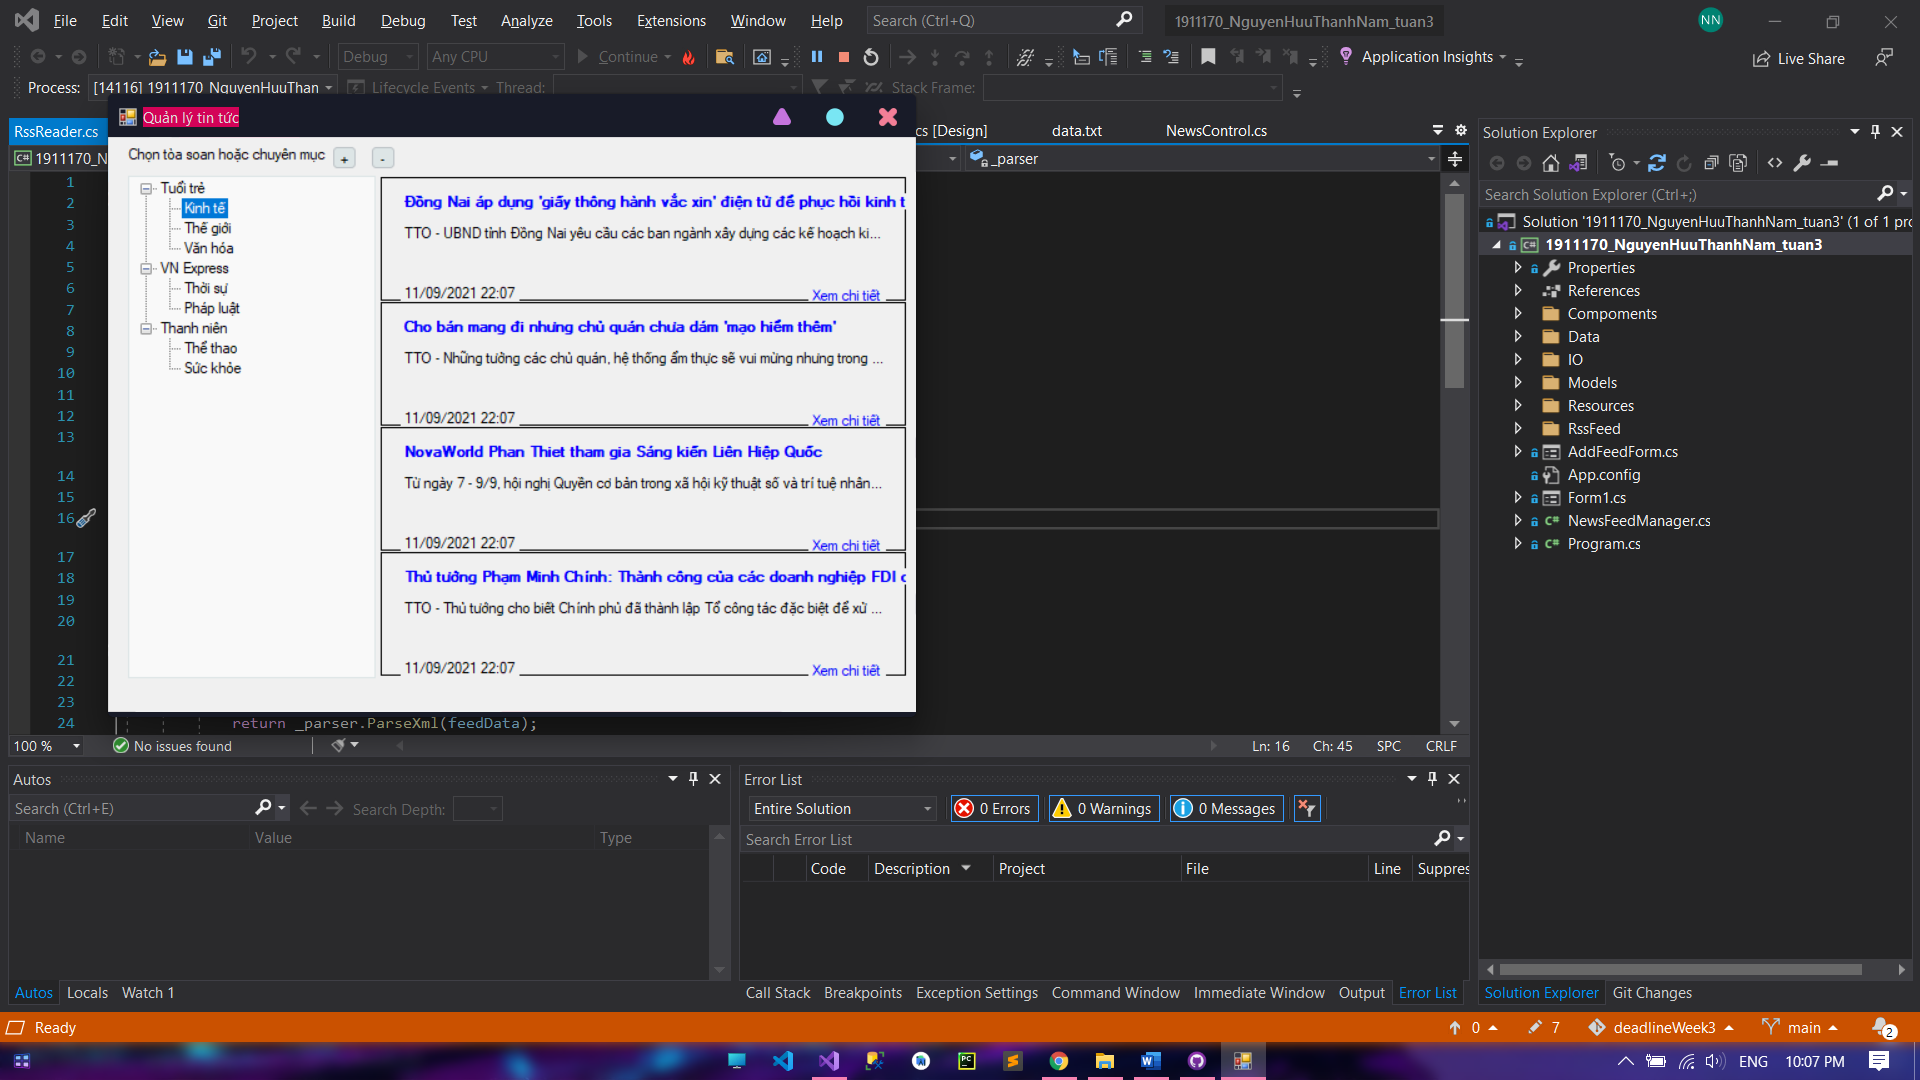 File Edit View Git Project Build Debug Test Analyze Tools Extensions Window Help Search (Ctrl+Q) 1911170_NguyenHuuThanhNam_tuan3 NN
Debug Any CPU Continue Application Insights Live Share
Process: [14116] 1911170_NguyenHuuThan Lifecycle Events Thread: Stack Frame:
Quản lý tin tức
Chọn tòa soạn hoặc chuyên mục + -
Tuổi trẻ
Kinh tế
Thế giới
Văn hóa
VN Express
Thời sự
Pháp luật
Thanh niên
Thể thao
Sức khỏe
Đồng Nai áp dụng 'giấy thông hành vắc xin' điện tử để phục hồi kinh t
TTO - UBND tỉnh Đồng Nai yêu cầu các ban ngành xây dựng các kế hoạch ki...
11/09/2021 22:07 Xem chi tiết
Cho bán mang đi nhưng chủ quán chưa dám 'mạo hiểm thêm'
TTO - Những tưởng các chủ quán, hệ thống ẩm thực sẽ vui mừng nhưng trong ...
11/09/2021 22:07 Xem chi tiết
NovaWorld Phan Thiet tham gia Sáng kiến Liên Hiệp Quốc
Từ ngày 7 - 9/9, hội nghị Quyền cơ bản trong xã hội kỹ thuật số và trí tuệ nhân...
11/09/2021 22:07 Xem chi tiết
Thủ tướng Phạm Minh Chính: Thành công của các doanh nghiệp FDI c
TTO - Thủ tướng cho biết Chính phủ đã thành lập Tổ công tác đặc biệt để xử ...
11/09/2021 22:07 Xem chi tiết
RssReader.cs cs [Design] data.txt NewsControl.cs
1911170_N _parser
1
2
3
4
5
6
7
8
9
10
11
12
13
14
15
16
17
18
19
20
21
22
23
24 return _parser.ParseXml(feedData);
100 % No issues found Ln: 16 Ch: 45 SPC CRLF
Solution Explorer
Search Solution Explorer (Ctrl+;)
Solution '1911170_NguyenHuuThanhNam_tuan3' (1 of 1 pro
1911170_NguyenHuuThanhNam_tuan3
Properties
References
Compoments
Data
IO
Models
Resources
RssFeed
AddFeedForm.cs
App.config
Form1.cs
NewsFeedManager.cs
Program.cs
Autos
Search (Ctrl+E) Search Depth:
Name Value Type
Autos Locals Watch 1
Error List
Entire Solution 0 Errors 0 Warnings 0 Messages
Search Error List
Code Description Project File Line Suppres
Call Stack Breakpoints Exception Settings Command Window Immediate Window Output Error List
Solution Explorer Git Changes
Ready 0 7 deadlineWeek3 main 2
ENG 10:07 PM